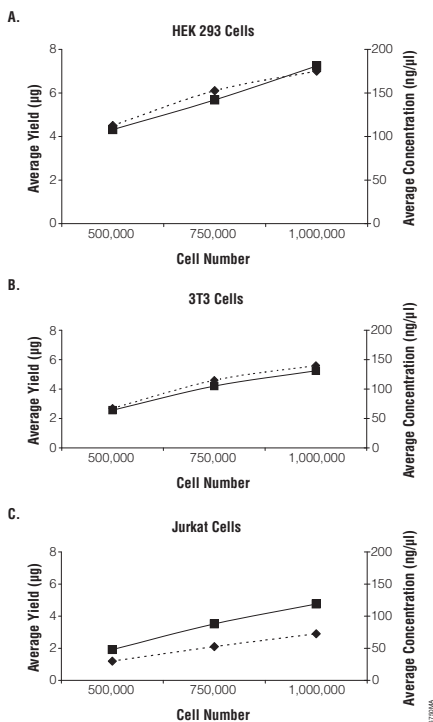 A.
HEK 293 Cells
Average Yield (µg)
8
6
4
2
0
200
150
100
50
0
Average Concentration (ng/µl)
500,000 750,000 1,000,000
Cell Number
B.
3T3 Cells
Average Yield (µg)
8
6
4
2
0
200
150
100
50
0
Average Concentration (ng/µl)
500,000 750,000 1,000,000
Cell Number
C.
Jurkat Cells
Average Yield (µg)
8
6
4
2
0
200
150
100
50
0
Average Concentration (ng/µl)
500,000 750,000 1,000,000
Cell Number